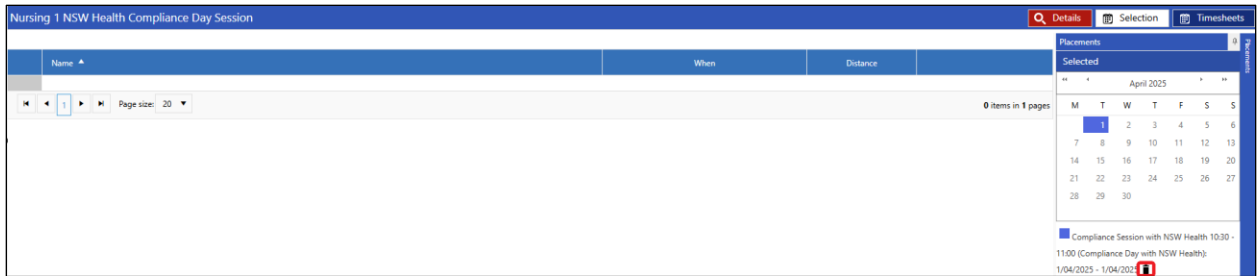 Nursing 1 NSW Health Compliance Day Session
Details Selection Timesheets
Placements 0
Placements
Selected
Name When Distance
April 2025
M T W T F S S
1 2 3 4 5 6
7 8 9 10 11 12 13
14 15 16 17 18 19 20
21 22 23 24 25 26 27
28 29 30
1 Page size: 20
0 items in 1 pages
Compliance Session with NSW Health 10:30 -
11:00 (Compliance Day with NSW Health):
1/04/2025 - 1/04/2025